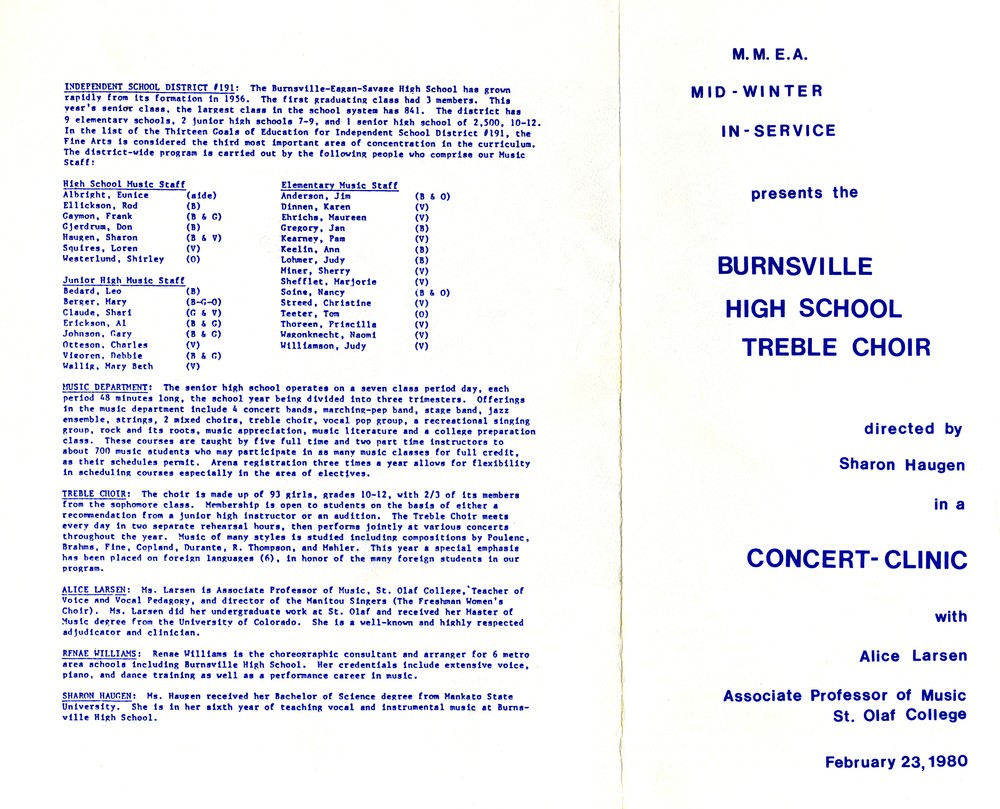 INDEPENDENT SCHOOL DISTRICT #191:  The Burnsville-Eagan-Savage High School has grown
rapidly from its formation in 1956.  The first graduating class had 3 members.  This
year's senior class, the largest class in the school system has 841.  The district has
9 elementary schools, 2 junior high schools 7-9, and 1 senior high school of 2,500, 10-12.
In the list of the Thirteen Goals of Education for Independent School District #191, the
Fine Arts is considered the third most important area of concentration in the curriculum.
The district-wide program is carried out by the following people who comprise our Music
Staff:
High School Music Staff
Albright, Eunice (aide)
Ellickson, Rod (B)
Gaymon, Frank (B & G)
Gjerdrum, Don (B)
Haugen, Sharon (B & V)
Squires, Loren (V)
Westerlund, Shirley (O)
Junior High Music Staff
Bedard, Leo (B)
Berger, Mary (B-G-O)
Claude, Shari (G & V)
Erickson, Al (B & G)
Johnson, Gary (B & G)
Otteson, Charles (V)
Vigoren, Debbie (B & G)
Wallig, Mary Beth (V)
Elementary Music Staff
Anderson, Jim (B & O)
Dinnen, Karen (V)
Ehrichs, Maureen (V)
Gregory, Jan (B)
Kearney, Pam (V)
Keelin, Ann (B)
Lohmer, Judy (B)
Miner, Sherry (V)
Shefflet, Marjorie (V)
Soine, Nancy (B & O)
Streed, Christine (V)
Teeter, Tom (O)
Thoreen, Priscilla (V)
Wagonknecht, Naomi (V)
Williamson, Judy (V)
MUSIC DEPARTMENT:  The senior high school operates on a seven class period day, each
period 48 minutes long, the school year being divided into three trimesters.  Offerings
in the music department include 4 concert bands, marching-pep band, stage band, jazz
ensemble, strings, 2 mixed choirs, treble choir, vocal pop group, a recreational singing
group, rock and its roots, music appreciation, music literature and a college preparation
class.  These courses are taught by five full time and two part time instructors to
about 700 music students who may participate in as many music classes for full credit,
as their schedules permit.  Arena registration three times a year allows for flexibility
in scheduling courses especially in the area of electives.
TREBLE CHOIR:  The choir is made up of 93 girls, grades 10-12, with 2/3 of its members
from the sophomore class.  Membership is open to students on the basis of either a
recommendation from a junior high instructor or an audition.  The Treble Choir meets
every day in two separate rehearsal hours, then performs jointly at various concerts
throughout the year.  Music of many styles is studied including compositions by Poulenc,
Brahms, Fine, Copland, Durante, R. Thompson, and Mahler.  This year a special emphasis
has been placed on foreign languages (6), in honor of the many foreign students in our
program.
ALICE LARSEN:  Ms. Larsen is Associate Professor of Music, St. Olaf College, Teacher of
Voice and Vocal Pedagogy, and director of the Manitou Singers (The Freshman Women's
Choir).  Ms. Larsen did her undergraduate work at St. Olaf and received her Master of
Music degree from the University of Colorado.  She is a well-known and highly respected
adjudicator and clinician.
RENAE WILLIAMS:  Renae Williams is the choreographic consultant and arranger for 6 metro
area schools including Burnsville High School.  Her credentials include extensive voice,
piano, and dance training as well as a performance career in music.
SHARON HAUGEN:  Ms. Haugen received her Bachelor of Science degree from Mankato State
University.  She is in her sixth year of teaching vocal and instrumental music at Burns-
ville High School.
M.M.E.A.
MID-WINTER
IN-SERVICE
presents the
BURNSVILLE
HIGH SCHOOL
TREBLE CHOIR
directed by
Sharon Haugen
in a
CONCERT-CLINIC
with
Alice Larsen
Associate Professor of Music
St. Olaf College
February 23, 1980